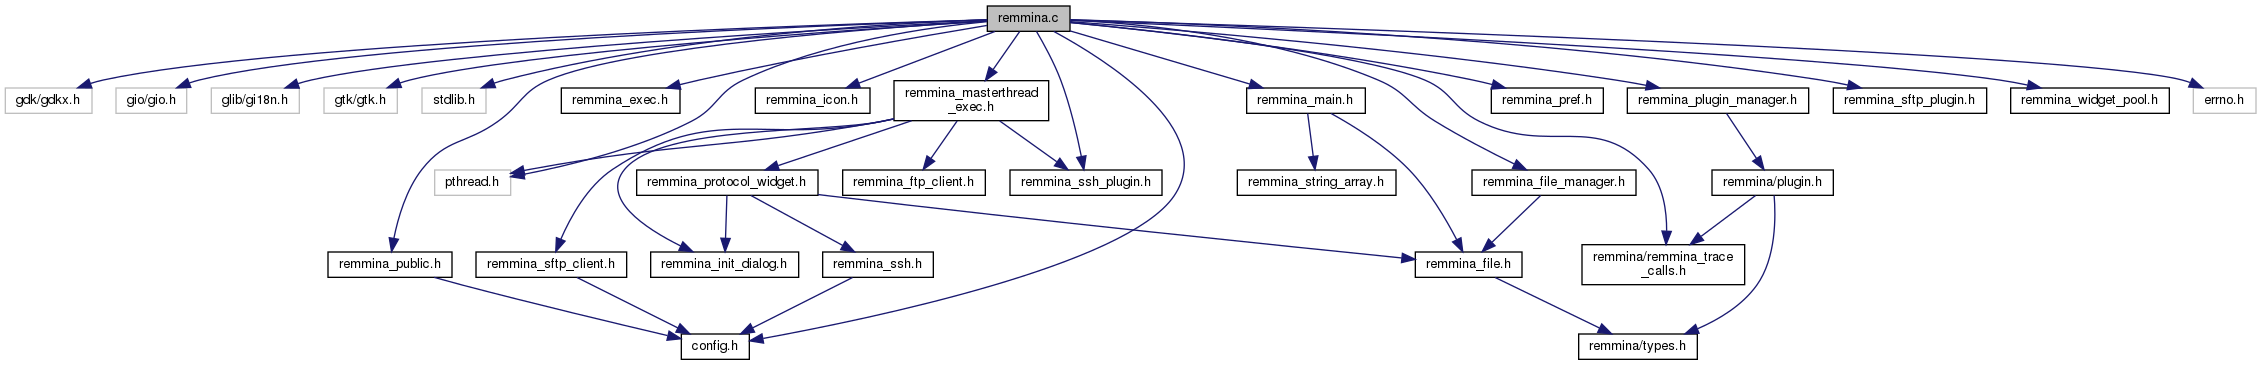 remmina.c
gdk/gdkx.h
gio/gio.h
glib/gi18n.h
gtk/gtk.h
stdlib.h
remmina_exec.h
remmina_icon.h
remmina_masterthread
_exec.h
remmina_main.h
remmina_pref.h
remmina_plugin_manager.h
remmina_sftp_plugin.h
remmina_widget_pool.h
errno.h
pthread.h
remmina_protocol_widget.h
remmina_ftp_client.h
remmina_ssh_plugin.h
remmina_string_array.h
remmina_file_manager.h
remmina/plugin.h
remmina_public.h
remmina_sftp_client.h
remmina_init_dialog.h
remmina_ssh.h
remmina_file.h
remmina/remmina_trace
_calls.h
config.h
remmina/types.h